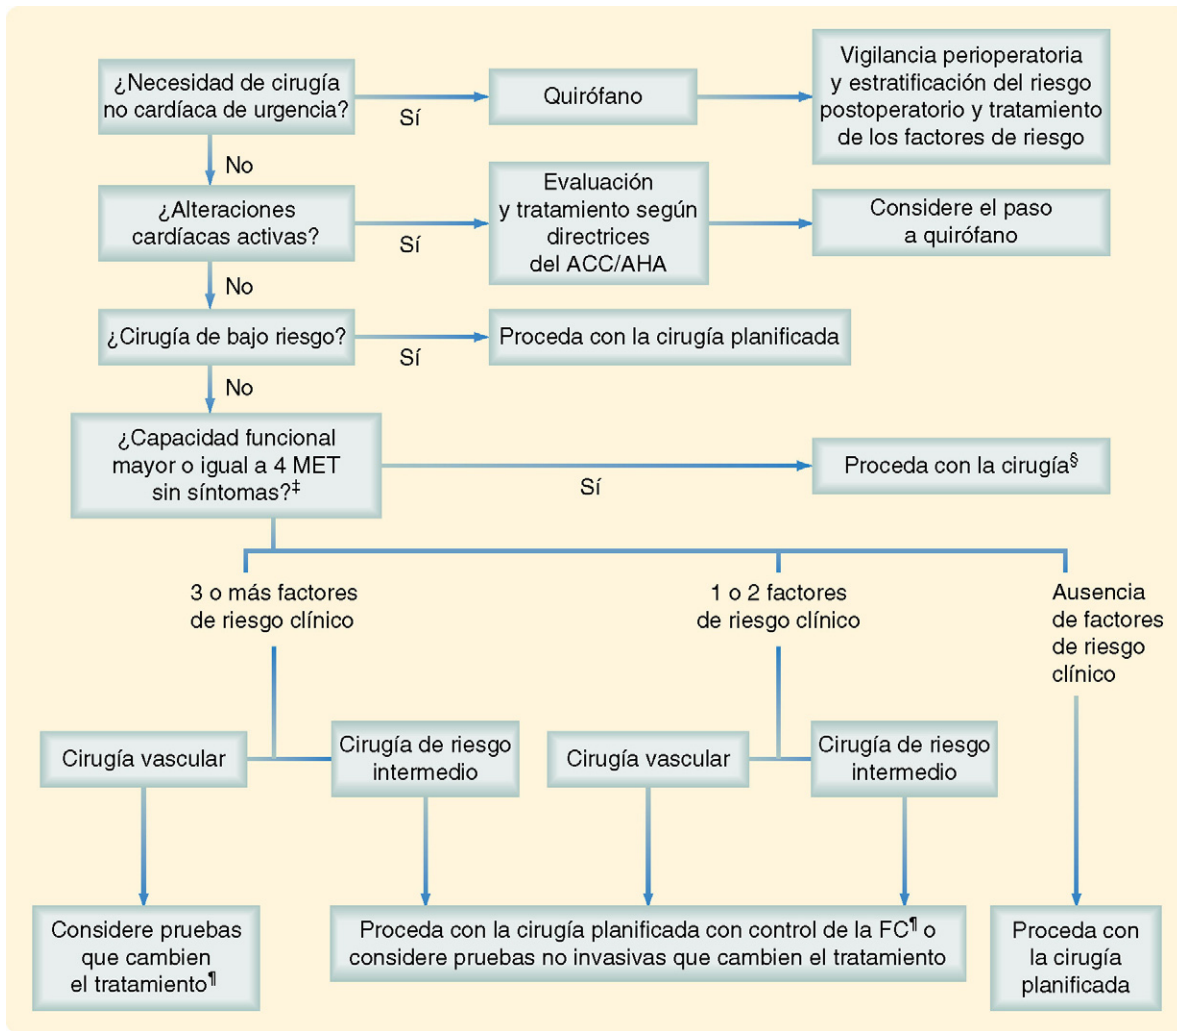 ¿Necesidad de cirugía
no cardíaca de urgencia?
Sí
Quirófano
Vigilancia perioperatoria
y estratificación del riesgo
postoperatorio y tratamiento
de los factores de riesgo
No
¿Alteraciones
cardíacas activas?
Sí
Evaluación
y tratamiento según
directrices
del ACC/AHA
Considere el paso
a quirófano
No
¿Cirugía de bajo riesgo?
Sí
Proceda con la cirugía planificada
No
¿Capacidad funcional
mayor o igual a 4 MET
sin síntomas?‡
Sí
Proceda con la cirugía§
3 o más factores
de riesgo clínico
1 o 2 factores
de riesgo clínico
Ausencia
de factores
de riesgo
clínico
Cirugía vascular
Cirugía de riesgo
intermedio
Cirugía vascular
Cirugía de riesgo
intermedio
Considere pruebas
que cambien
el tratamiento¶
Proceda con la cirugía planificada con control de la FC¶ o
considere pruebas no invasivas que cambien el tratamiento
Proceda con
la cirugía
planificada